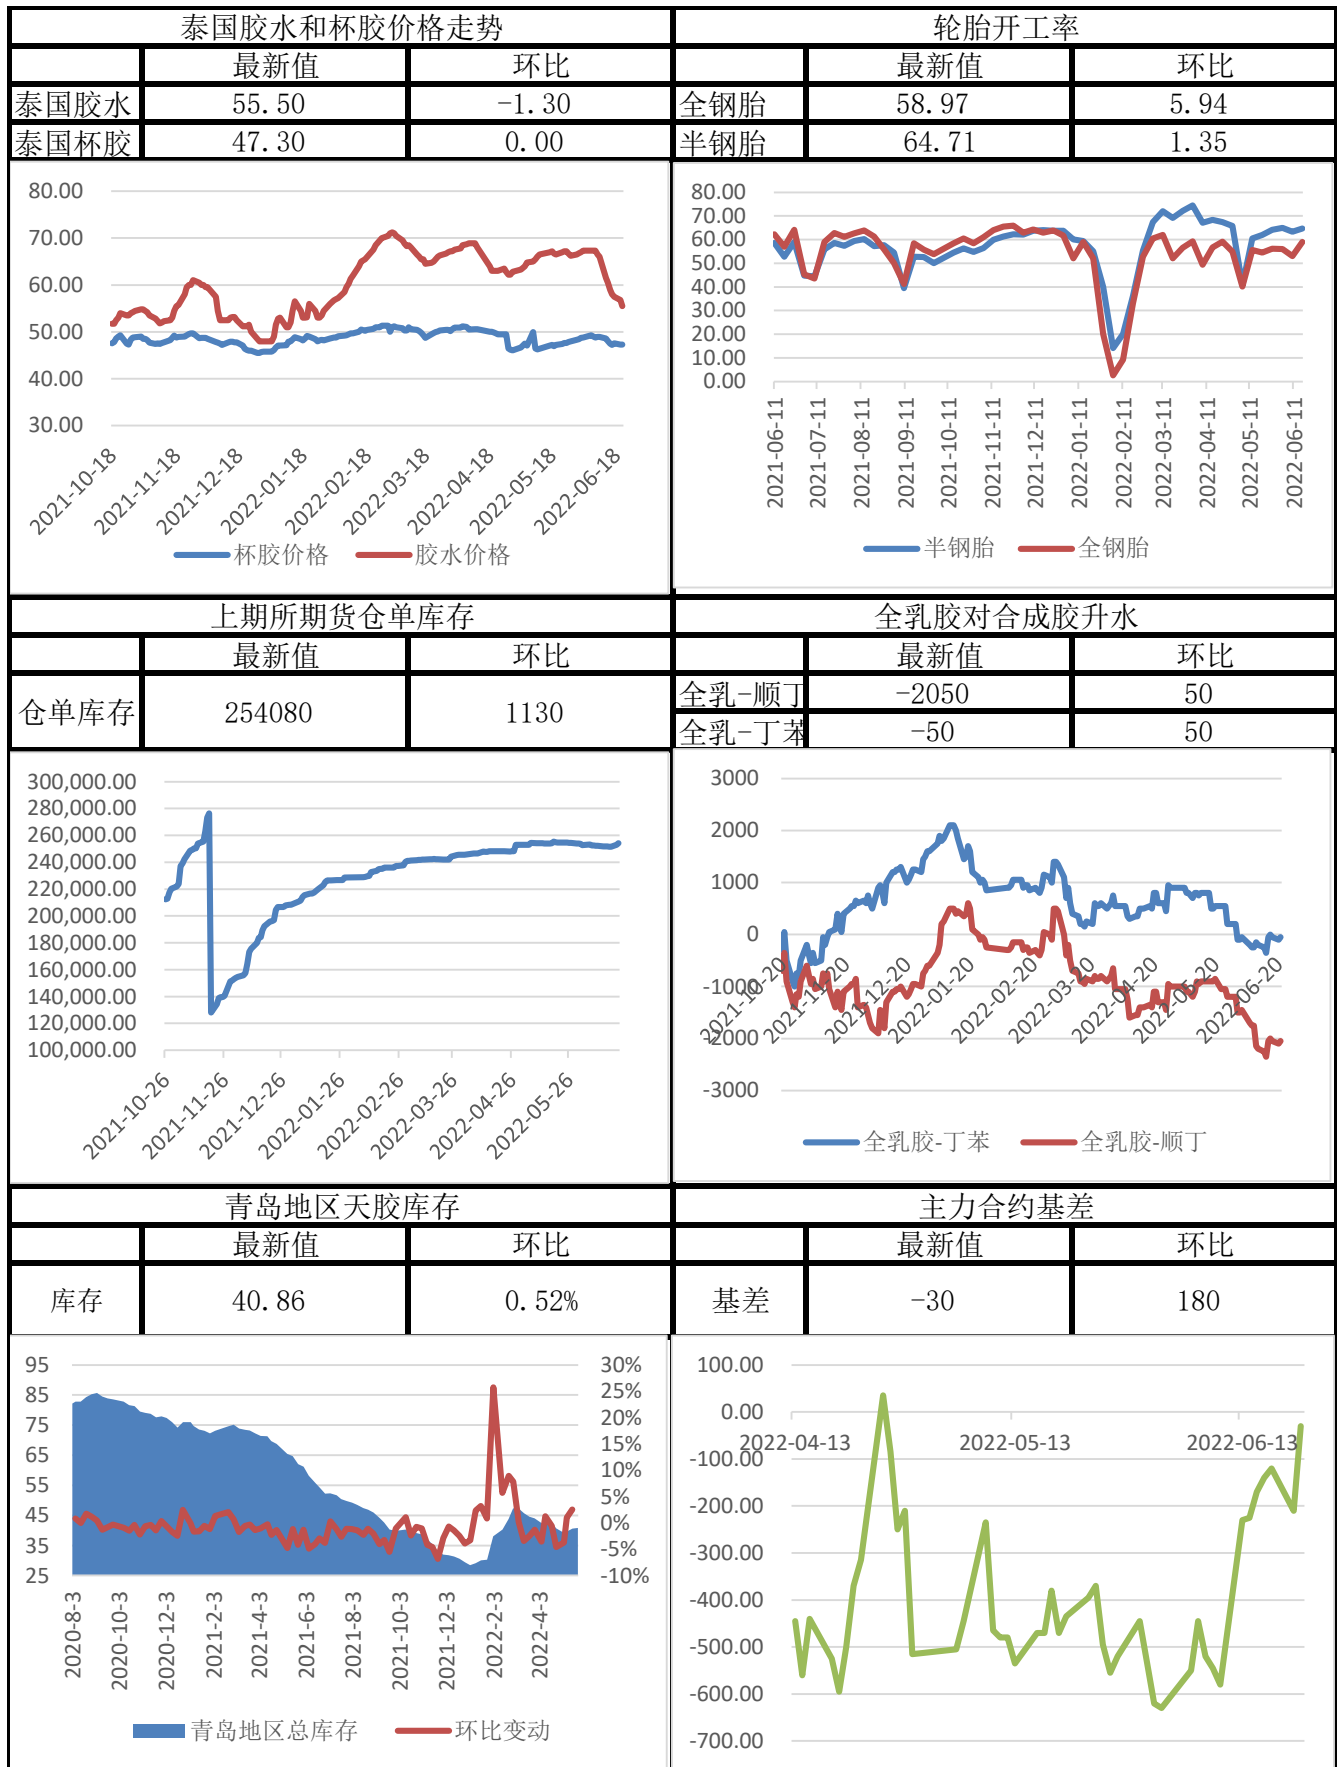 泰国胶水和杯胶价格走势
最新值 环比
泰国胶水 55.50 -1.30
泰国杯胶 47.30 0.00
80.00
70.00
60.00
50.00
40.00
30.00
2021-10-18 2021-11-18 2021-12-18 2022-01-18 2022-02-18 2022-03-18 2022-04-18 2022-05-18 2022-06-18
杯胶价格 胶水价格
轮胎开工率
最新值 环比
全钢胎 58.97 5.94
半钢胎 64.71 1.35
80.00
70.00
60.00
50.00
40.00
30.00
20.00
10.00
0.00
2021-06-11 2021-07-11 2021-08-11 2021-09-11 2021-10-11 2021-11-11 2021-12-11 2022-01-11 2022-02-11 2022-03-11 2022-04-11 2022-05-11 2022-06-11
半钢胎 全钢胎
上期所期货仓单库存
最新值 环比
仓单库存 254080 1130
300,000.00
280,000.00
260,000.00
240,000.00
220,000.00
200,000.00
180,000.00
160,000.00
140,000.00
120,000.00
100,000.00
2021-10-26 2021-11-26 2021-12-26 2022-01-26 2022-02-26 2022-03-26 2022-04-26 2022-05-26
全乳胶对合成胶升水
最新值 环比
全乳-顺丁 -2050 50
全乳-丁苯 -50 50
3000
2000
1000
0
-1000
-2000
-3000
2021-10-20 2021-11-20 2021-12-20 2022-01-20 2022-02-20 2022-03-20 2022-04-20 2022-05-20 2022-06-20
全乳胶-丁苯 全乳胶-顺丁
青岛地区天胶库存
最新值 环比
库存 40.86 0.52%
95 30%
85 25%
75 20%
65 15%
55 10%
45 5%
35 0%
25 -5%
-10%
2020-8-3 2020-10-3 2020-12-3 2021-2-3 2021-4-3 2021-6-3 2021-8-3 2021-10-3 2021-12-3 2022-2-3 2022-4-3
青岛地区总库存 环比变动
主力合约基差
最新值 环比
基差 -30 180
100.00
0.00
2022-04-13 2022-05-13 2022-06-13
-100.00
-200.00
-300.00
-400.00
-500.00
-600.00
-700.00